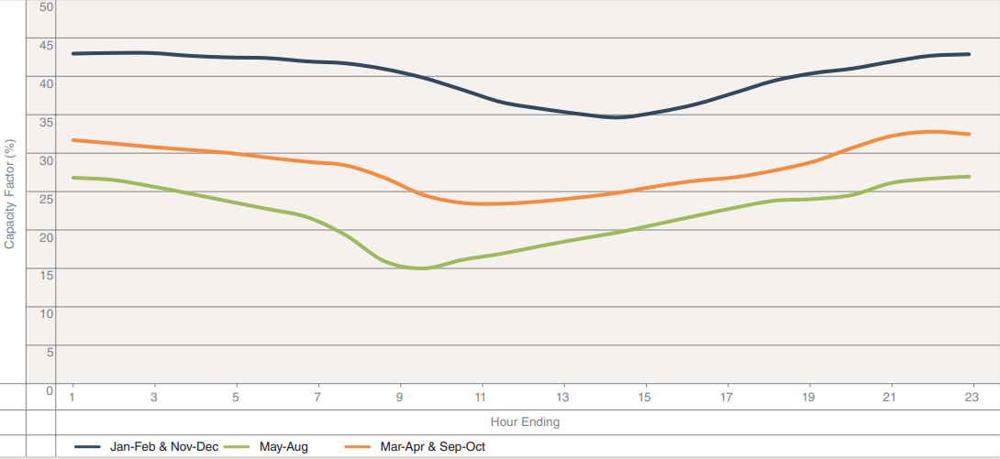 50
45
40
35
30
25
20
15
10
5
0
Capacity Factor (%)
1 3 5 7 9 11 13 15 17 19 21 23
Hour Ending
Jan-Feb & Nov-Dec May-Aug Mar-Apr & Sep-Oct